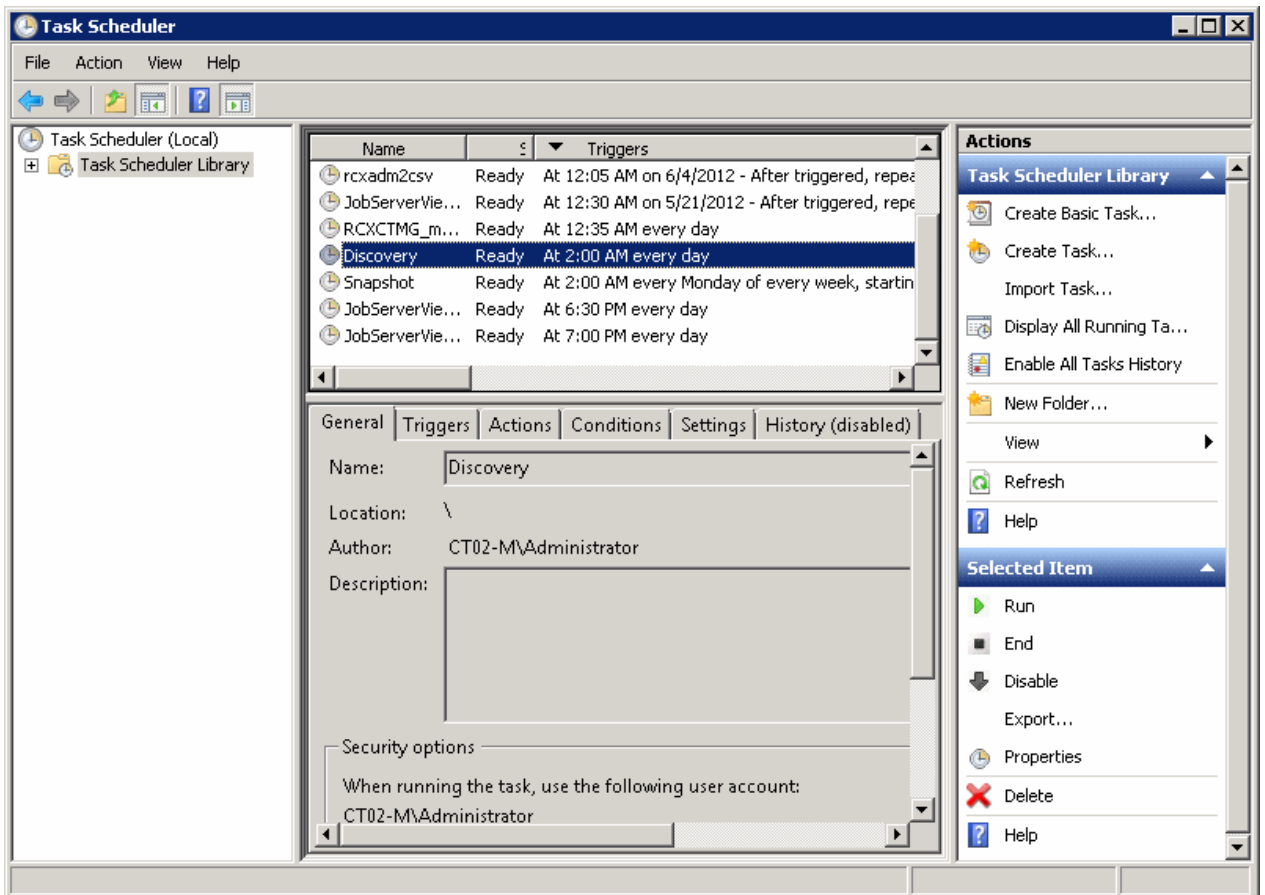 Task Scheduler
File Action View Help
Task Scheduler (Local)
Task Scheduler Library
Name S Triggers
rcxadm2csv Ready At 12:05 AM on 6/4/2012 - After triggered, repea
JobServerVie... Ready At 12:30 AM on 5/21/2012 - After triggered, repe
RCXCTMG_m... Ready At 12:35 AM every day
Discovery Ready At 2:00 AM every day
Snapshot Ready At 2:00 AM every Monday of every week, startin
JobServerVie... Ready At 6:30 PM every day
JobServerVie... Ready At 7:00 PM every day
General Triggers Actions Conditions Settings History (disabled)
Name: Discovery
Location: \
Author: CT02-M\Administrator
Description:
Security options
When running the task, use the following user account:
CT02-M\Administrator
Actions
Task Scheduler Library
Create Basic Task...
Create Task...
Import Task...
Display All Running Ta...
Enable All Tasks History
New Folder...
View
Refresh
Help
Selected Item
Run
End
Disable
Export...
Properties
Delete
Help